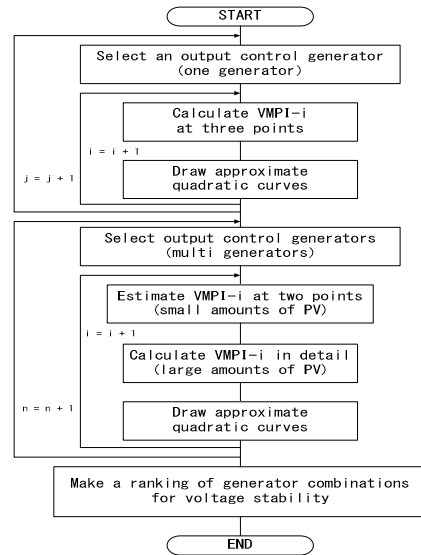 START
Select an output control generator
(one generator)
Calculate VMPI-i
at three points
i = i + 1
j = j + 1
Draw approximate
quadratic curves
Select output control generators
(multi generators)
Estimate VMPI-i at two points
(small amounts of PV)
i = i + 1
Calculate VMPI-i in detail
(large amounts of PV)
n = n + 1
Draw approximate
quadratic curves
Make a ranking of generator combinations
for voltage stability
END